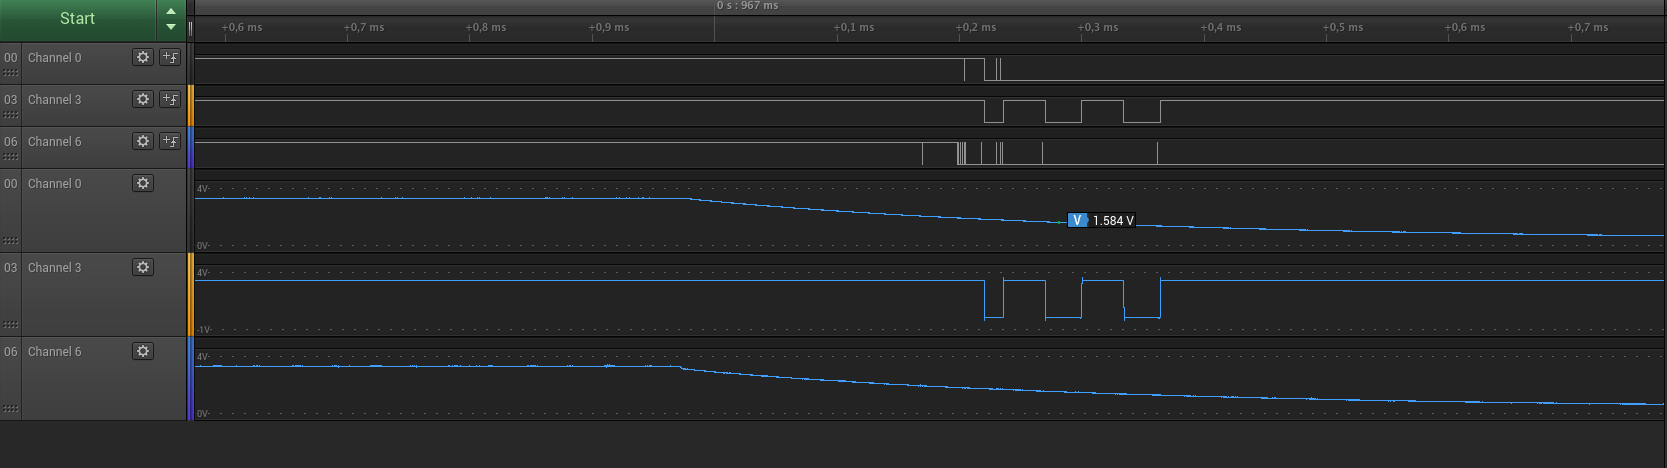 Start
0 s : 967 ms
+0,6 ms +0,7 ms +0,8 ms +0,9 ms +0,1 ms +0,2 ms +0,3 ms +0,4 ms +0,5 ms +0,6 ms +0,7 ms
00 Channel 0
03 Channel 3
06 Channel 6
00 Channel 0
4V
V 1.584 V
0V
03 Channel 3
4V
-1V
06 Channel 6
4V
0V